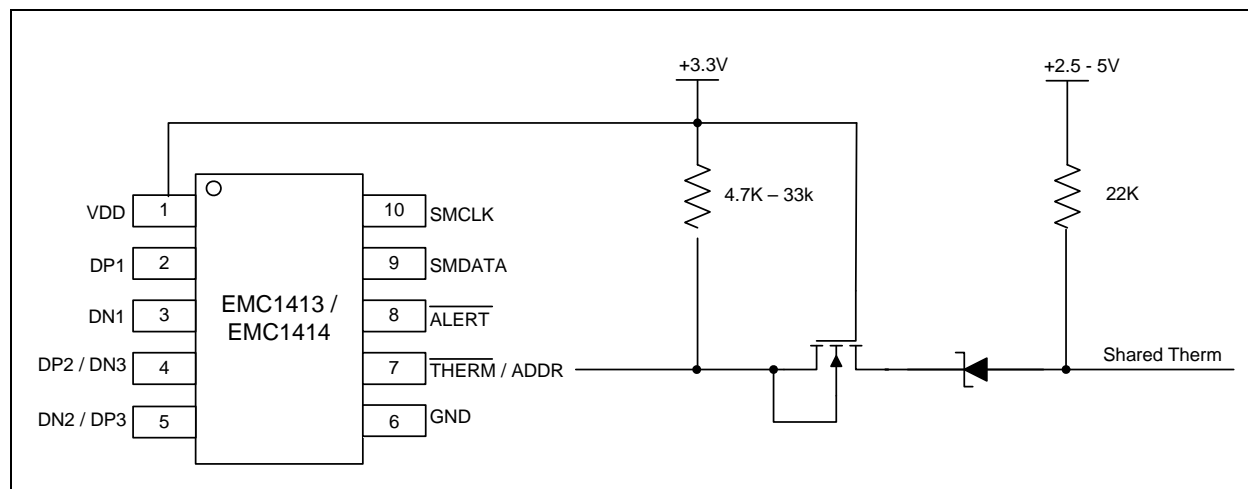 +3.3V
+2.5 - 5V
4.7K – 33k
22K
VDD
1
10
SMCLK
DP1
2
9
SMDATA
EMC1413 /
EMC1414
DN1
3
8
ALERT
DP2 / DN3
4
7
THERM / ADDR
DN2 / DP3
5
6
GND
Shared Therm